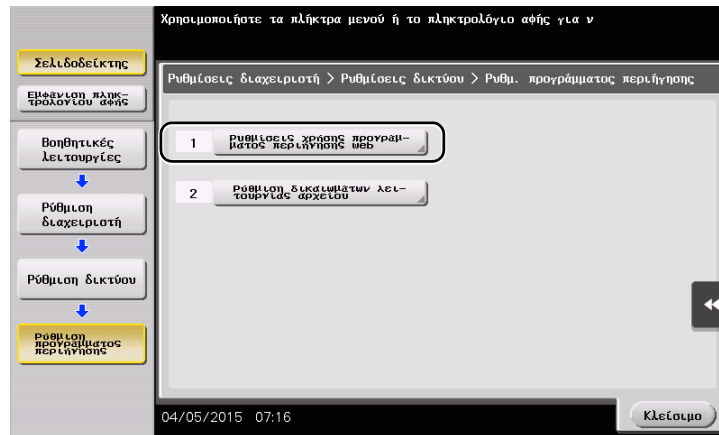 Χρησιμοποιήστε τα πλήκτρα μενού ή το πληκτρολόγιο αφής για ν
Σελιδοδείκτης
Εμφάνιση πληκ-
τρολογίου αφής
Βοηθητικές
λειτουργίες
Ρύθμιση
διαχειριστή
Ρύθμιση δικτύου
Ρύθμιση
προγράμματος
περιήγησης
Ρυθμίσεις διαχειριστή > Ρυθμίσεις δικτύου > Ρυθμ. προγράμματος περιήγησης
1 Ρυθμίσεις χρήσης προγράμ-
ματος περιήγησης web
2 Ρύθμιση δικαιωμάτων λει-
τουργίας αρχείου
04/05/2015 07:16
Κλείσιμο